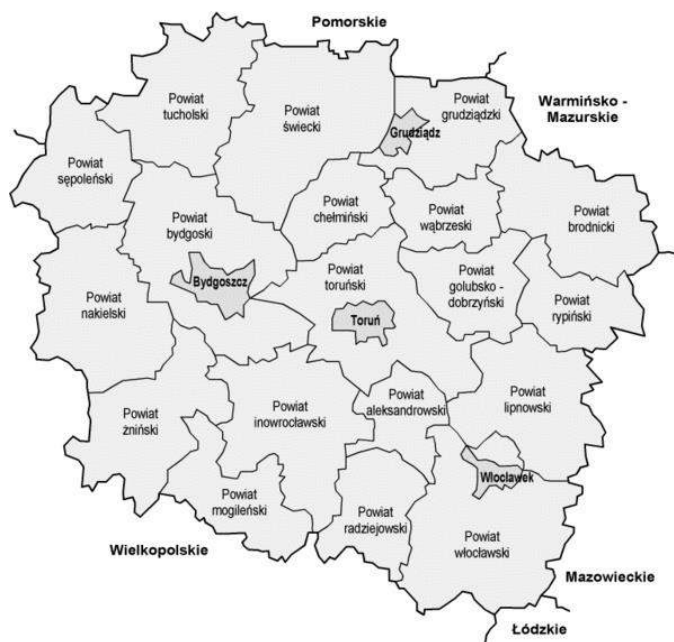 Pomorskie
Powiat
tucholski
Powiat
świecki
Powiat
grudziądzki
Warmińsko -
Mazurskie
Grudziądz
Powiat
sępoleński
Powiat
chełmiński
Powiat
wąbrzeski
Powiat
brodnicki
Powiat
bydgoski
Bydgoszcz
Powiat
toruński
Powiat
golubsko -
dobrzyński
Powiat
rypiński
Powiat
nakielski
Toruń
Powiat
żniński
Powiat
inowrocławski
Powiat
aleksandrowski
Powiat
lipnowski
Włocławek
Powiat
mogileński
Powiat
radziejowski
Powiat
włocławski
Wielkopolskie
Mazowieckie
Łódzkie